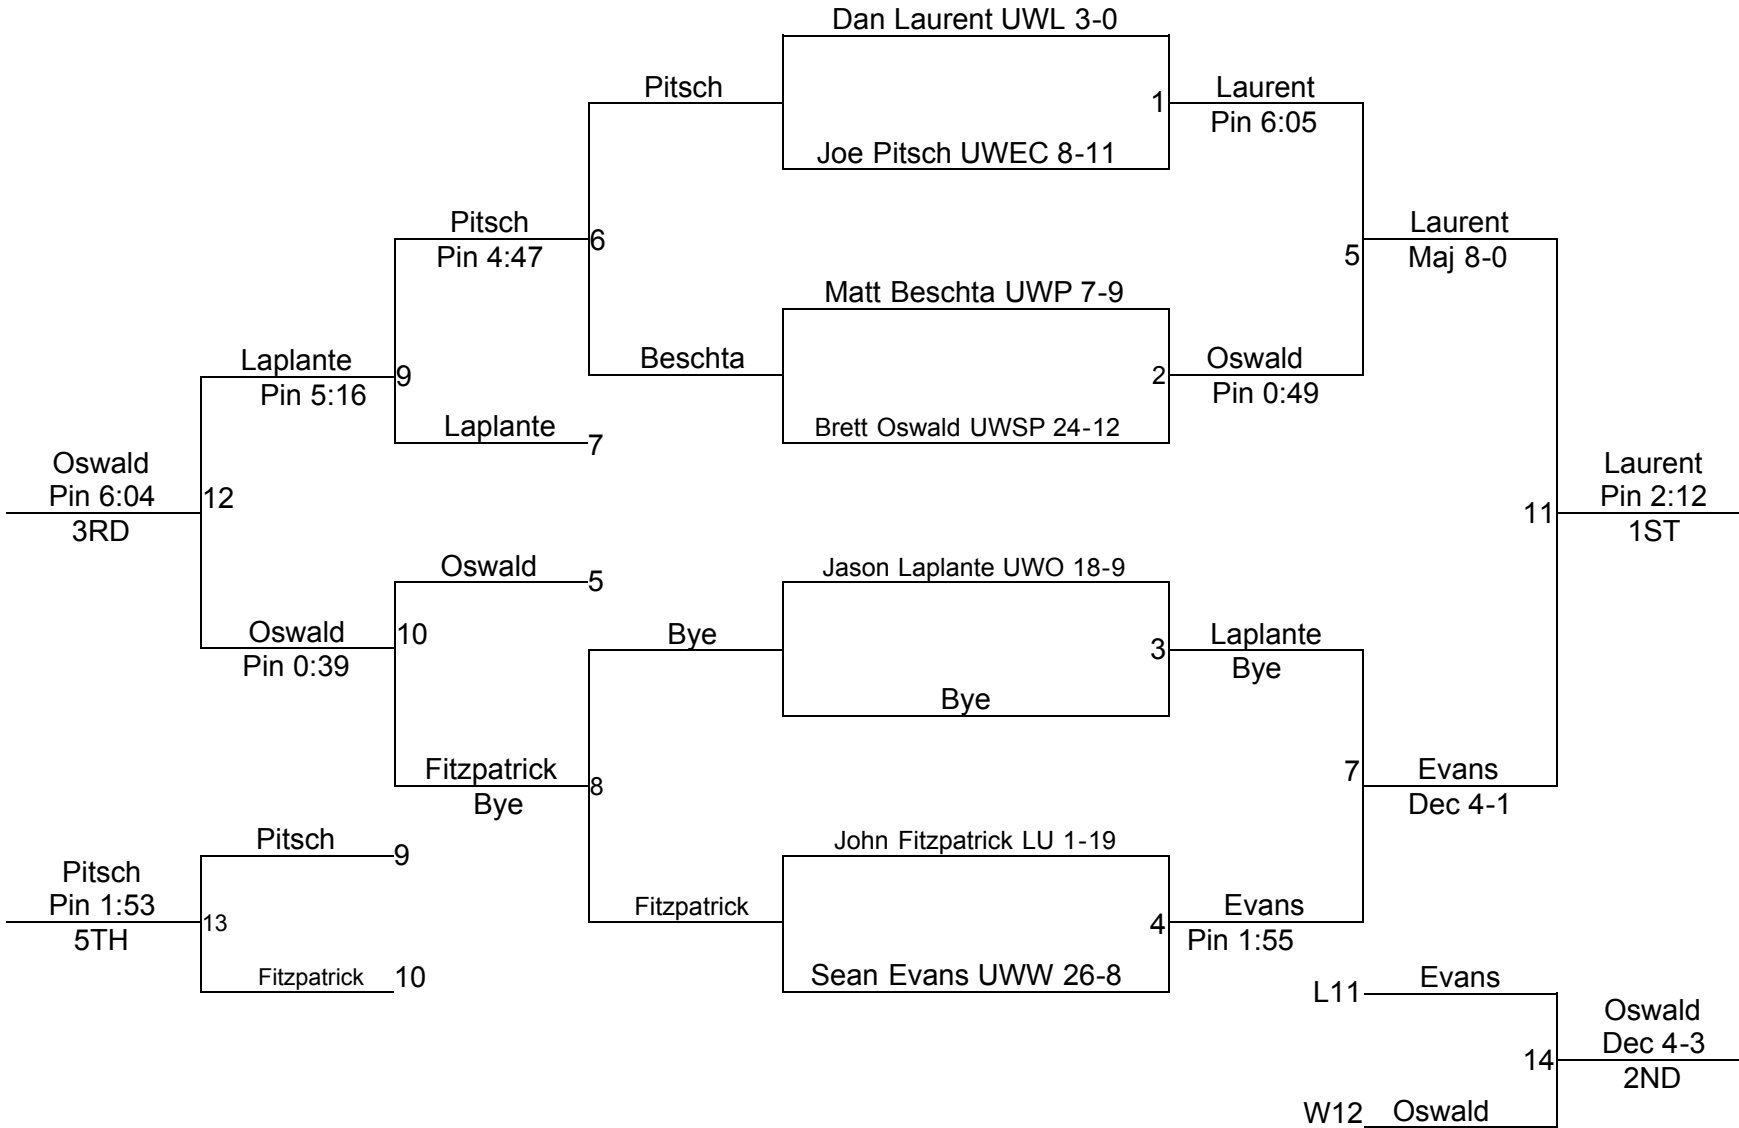 Dan Laurent UWL 3-0
Pitsch
1
Laurent
Pin 6:05
Joe Pitsch UWEC 8-11
Pitsch
Pin 4:47
6
5
Laurent
Maj 8-0
Matt Beschta UWP 7-9
Laplante
Pin 5:16
9
Beschta
2
Oswald
Pin 0:49
Laplante
7
Brett Oswald UWSP 24-12
Oswald
Pin 6:04
3RD
12
11
Laurent
Pin 2:12
1ST
Oswald
5
Jason Laplante UWO 18-9
Oswald
Pin 0:39
10
Bye
3
Laplante
Bye
Bye
Fitzpatrick
Bye
8
7
Evans
Dec 4-1
Pitsch
9
John Fitzpatrick LU 1-19
Pitsch
Pin 1:53
5TH
13
Fitzpatrick
4
Evans
Pin 1:55
Fitzpatrick
10
Sean Evans UWW 26-8
L11
Evans
14
Oswald
Dec 4-3
2ND
W12
Oswald